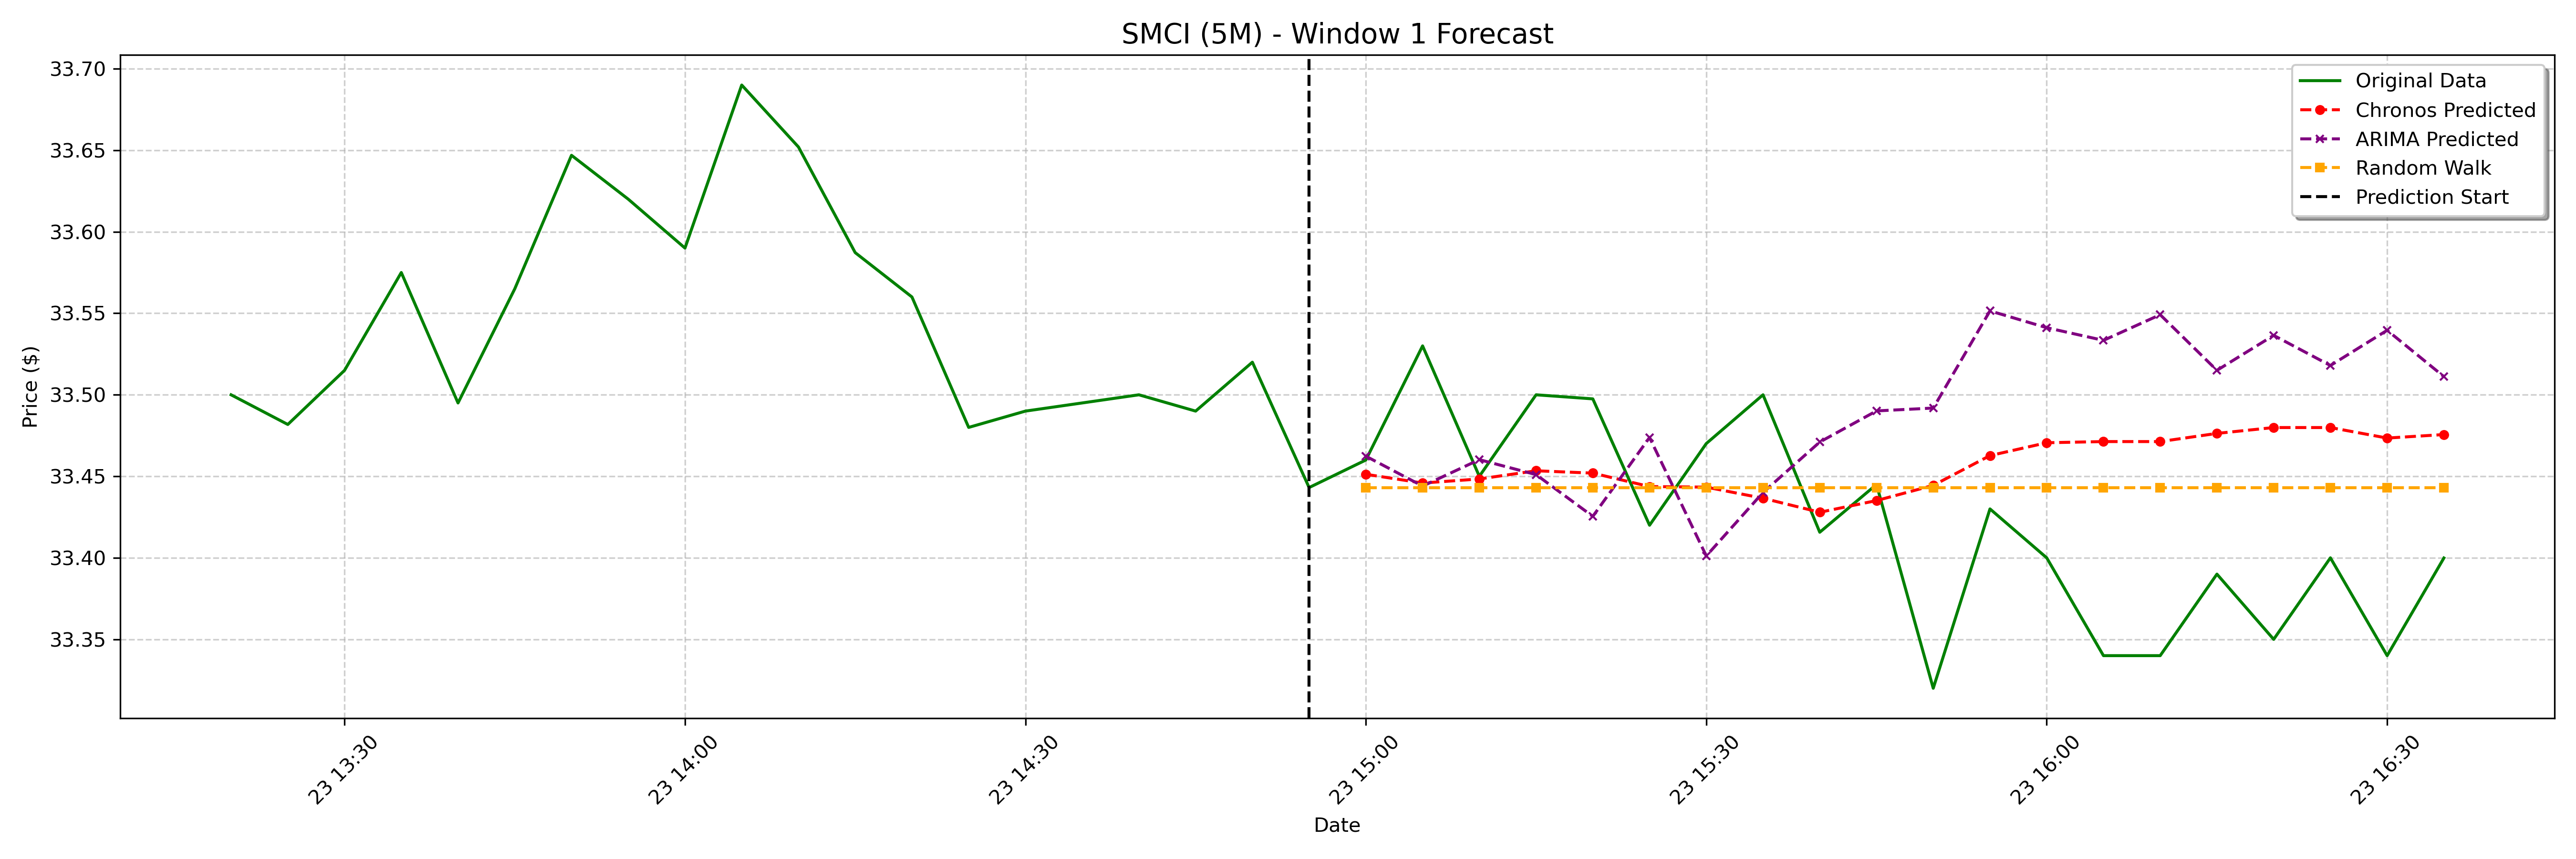 SMCI (5M) - Window 1 Forecast
Price ($)
33.70
33.65
33.60
33.55
33.50
33.45
33.40
33.35
Original Data
Chronos Predicted
ARIMA Predicted
Random Walk
Prediction Start
23 13:30
23 14:00
23 14:30
23 15:00
23 15:30
23 16:00
23 16:30
Date